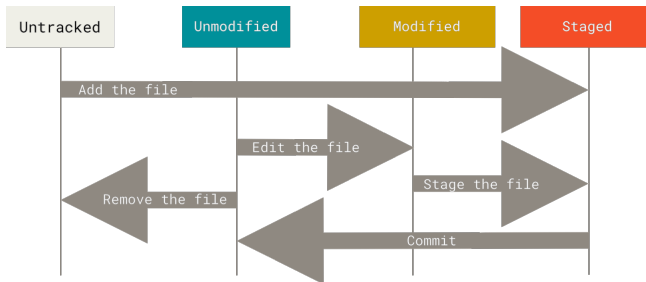 Untracked
Unmodified
Modified
Staged
Add the file
Edit the file
Stage the file
Remove the file
Commit